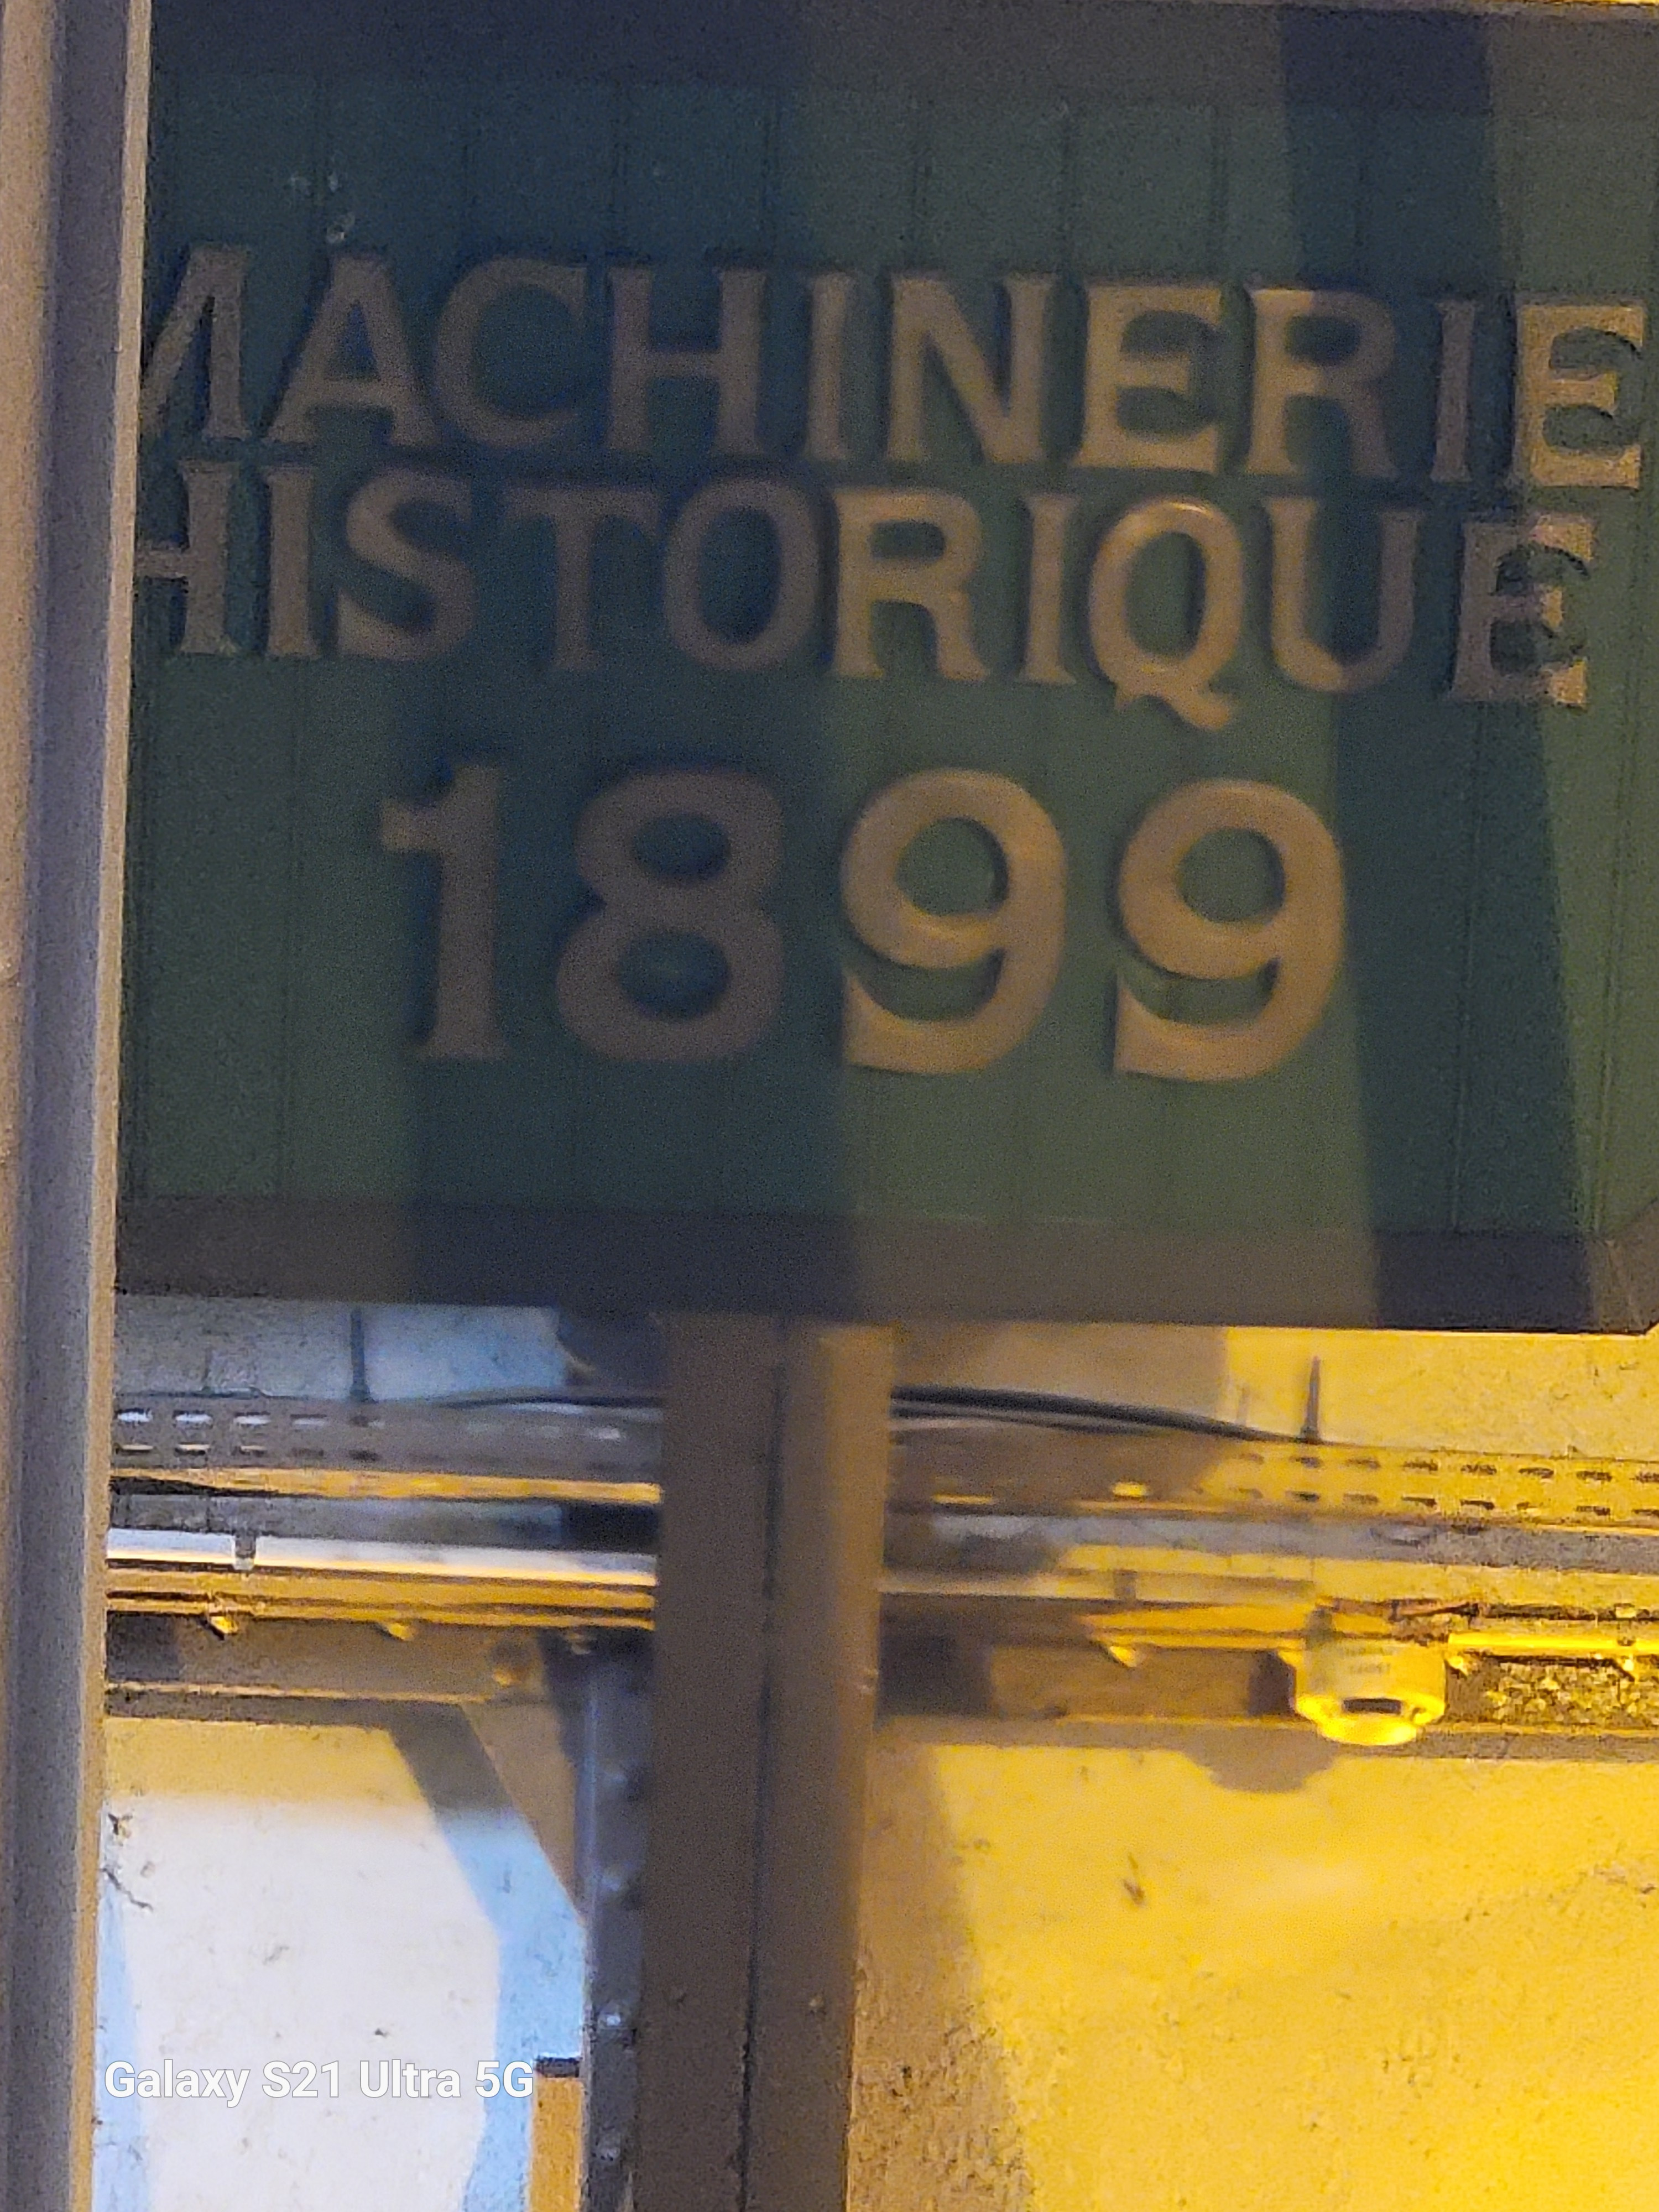 MACHINERIE
HISTORIQUE
1899
Galaxy S21 Ultra 5G